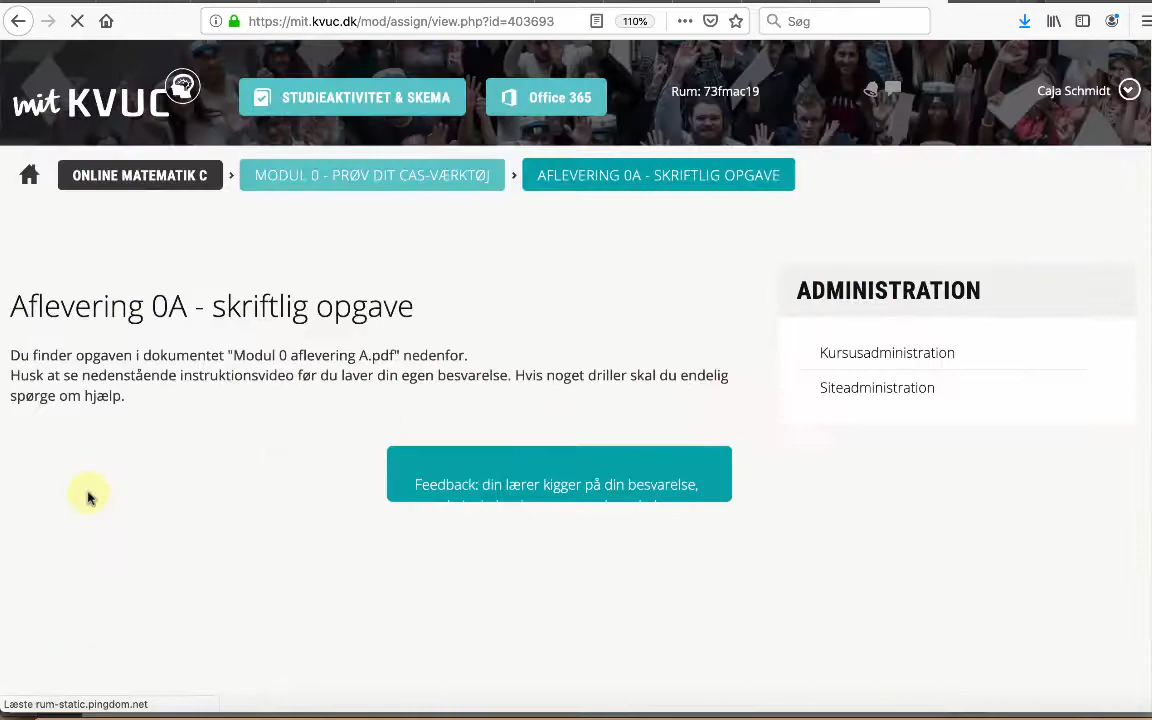 https://mit.kvuc.dk/mod/assign/view.php?id=403693
110%
Søg
mit KVUC
STUDIEAKTIVITET & SKEMA
Office 365
Rum: 73fmac19
Caja Schmidt
ONLINE MATEMATIK C
MODUL 0 - PRØV DIT CAS-VÆRKTØJ
AFLEVERING 0A - SKRIFTLIG OPGAVE
Aflevering 0A - skriftlig opgave
Du finder opgaven i dokumentet "Modul 0 aflevering A.pdf" nedenfor.
Husk at se nedenstående instruktionsvideo før du laver din egen besvarelse. Hvis noget driller skal du endelig
spørge om hjælp.
Feedback: din lærer kigger på din besvarelse,
ADMINISTRATION
Kursusadministration
Siteadministration
Læste rum-static.pingdom.net